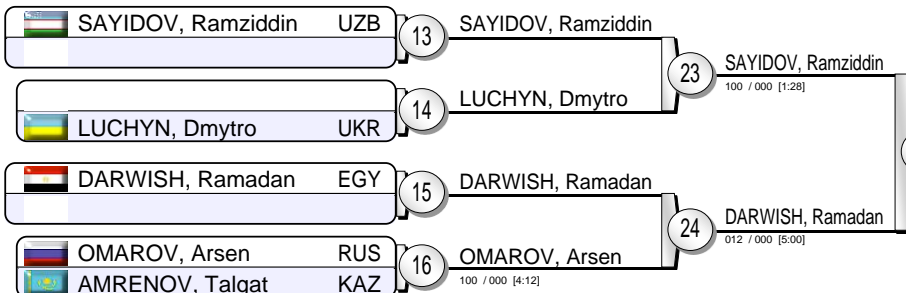 SAYIDOV, Ramziddin UZB
13
SAYIDOV, Ramziddin
23
SAYIDOV, Ramziddin
100 / 000 [1:28]
14
LUCHYN, Dmytro
LUCHYN, Dmytro UKR
DARWISH, Ramadan EGY
15
DARWISH, Ramadan
24
DARWISH, Ramadan
012 / 000 [5:00]
OMAROV, Arsen RUS
16
OMAROV, Arsen
100 / 000 [4:12]
AMRENOV, Talgat KAZ